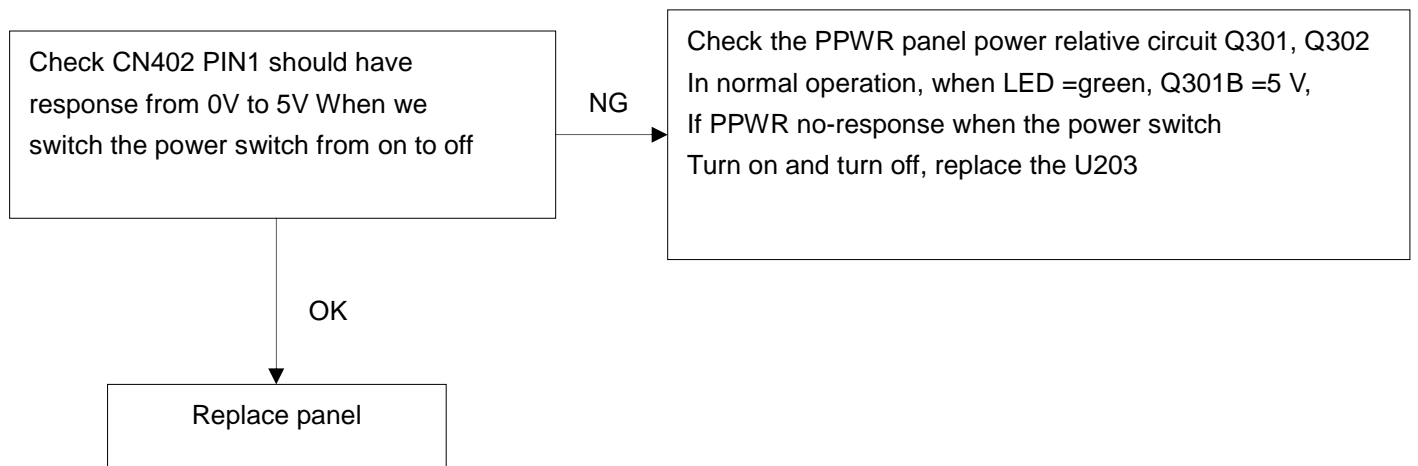 Check CN402 PIN1 should have
response from 0V to 5V When we
switch the power switch from on to off
NG
Check the PPWR panel power relative circuit Q301, Q302
In normal operation, when LED =green, Q301B =5 V,
If PPWR no-response when the power switch
Turn on and turn off, replace the U203
OK
Replace panel